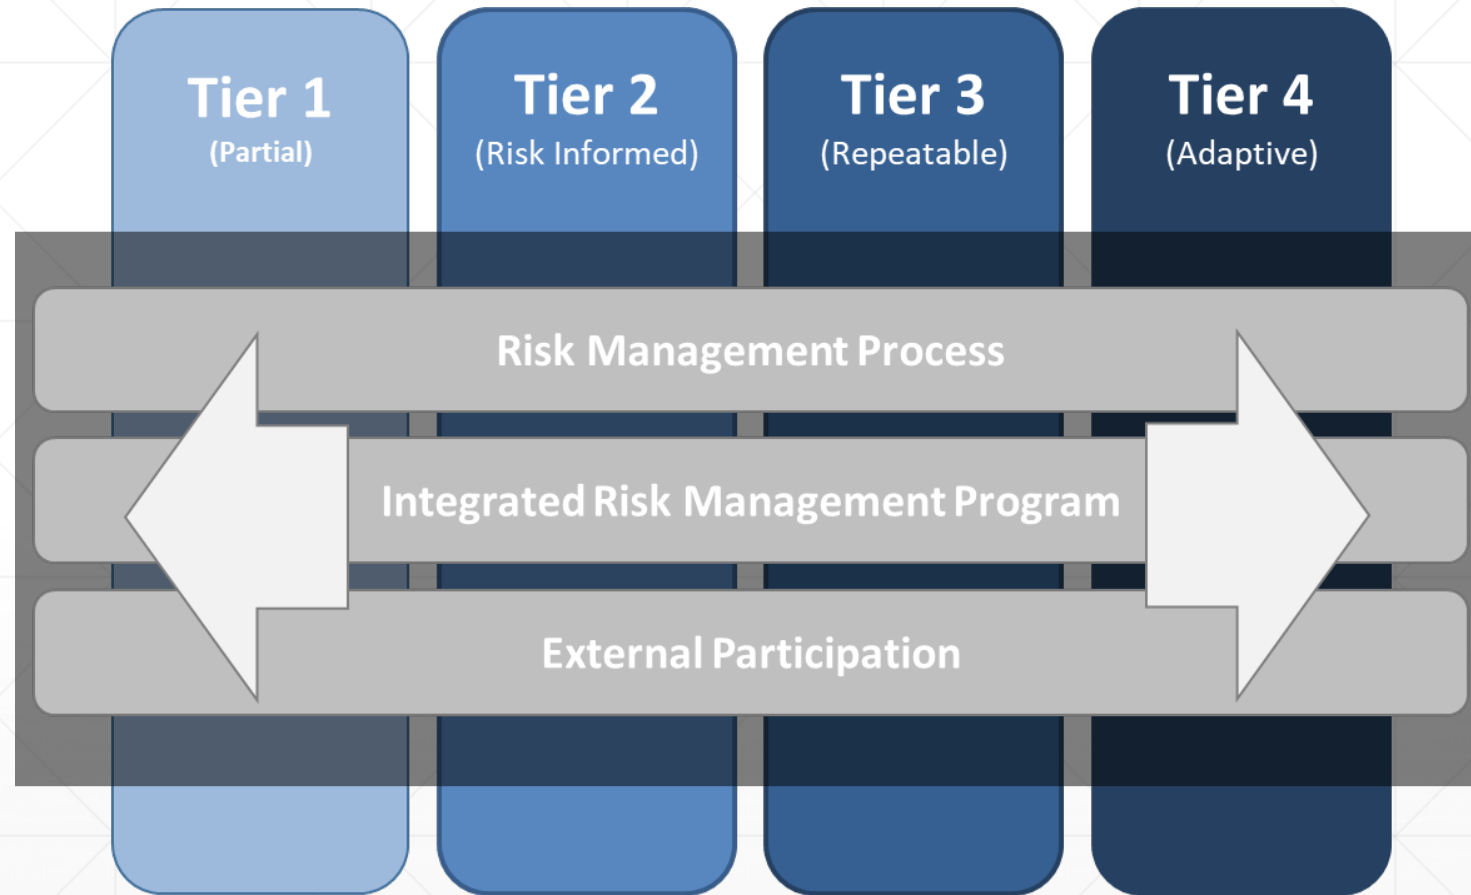 Tier 1
(Partial)
Tier 2
(Risk Informed)
Tier 3
(Repeatable)
Tier 4
(Adaptive)
Risk Management Process
Integrated Risk Management Program
External Participation